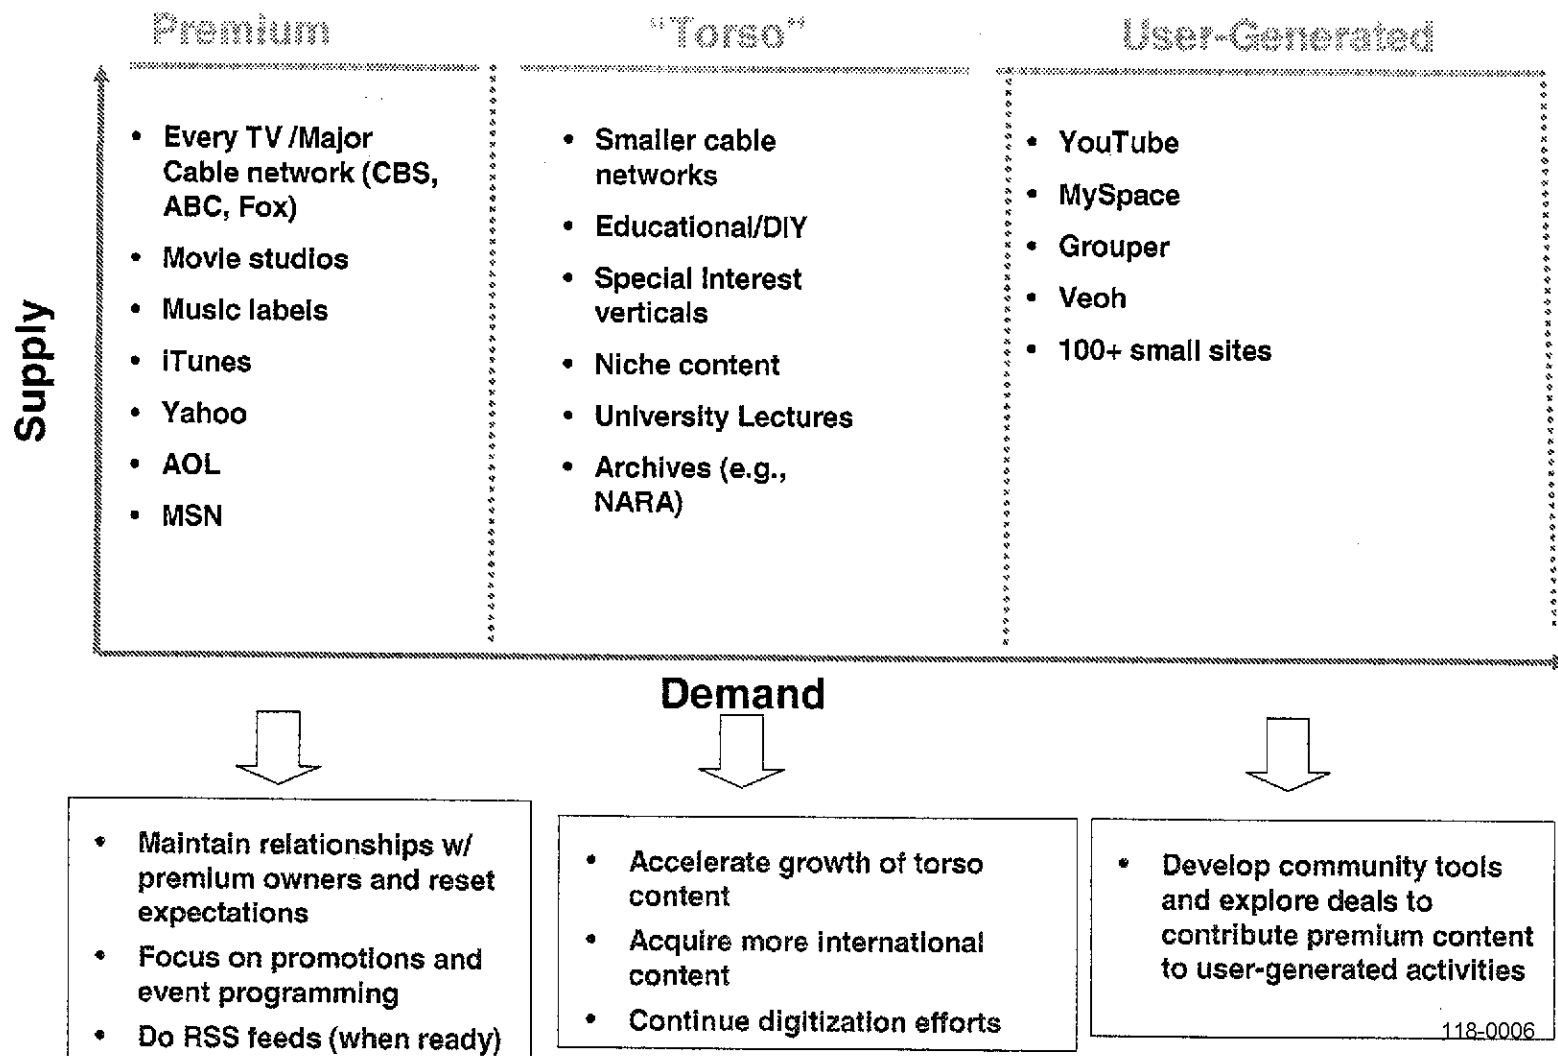 Premium
"Torso"
User-Generated
Supply
• Every TV /Major
Cable network (CBS,
ABC, Fox)
• Movie studios
• Music labels
• iTunes
• Yahoo
• AOL
• MSN
• Smaller cable
networks
• Educational/DIY
• Special Interest
verticals
• Niche content
• University Lectures
• Archives (e.g.,
NARA)
• YouTube
• MySpace
• Grouper
• Veoh
• 100+ small sites
Demand
• Maintain relationships w/
premium owners and reset
expectations
• Focus on promotions and
event programming
• Do RSS feeds (when ready)
• Accelerate growth of torso
content
• Acquire more international
content
• Continue digitization efforts
• Develop community tools
and explore deals to
contribute premium content
to user-generated activities
118-0006